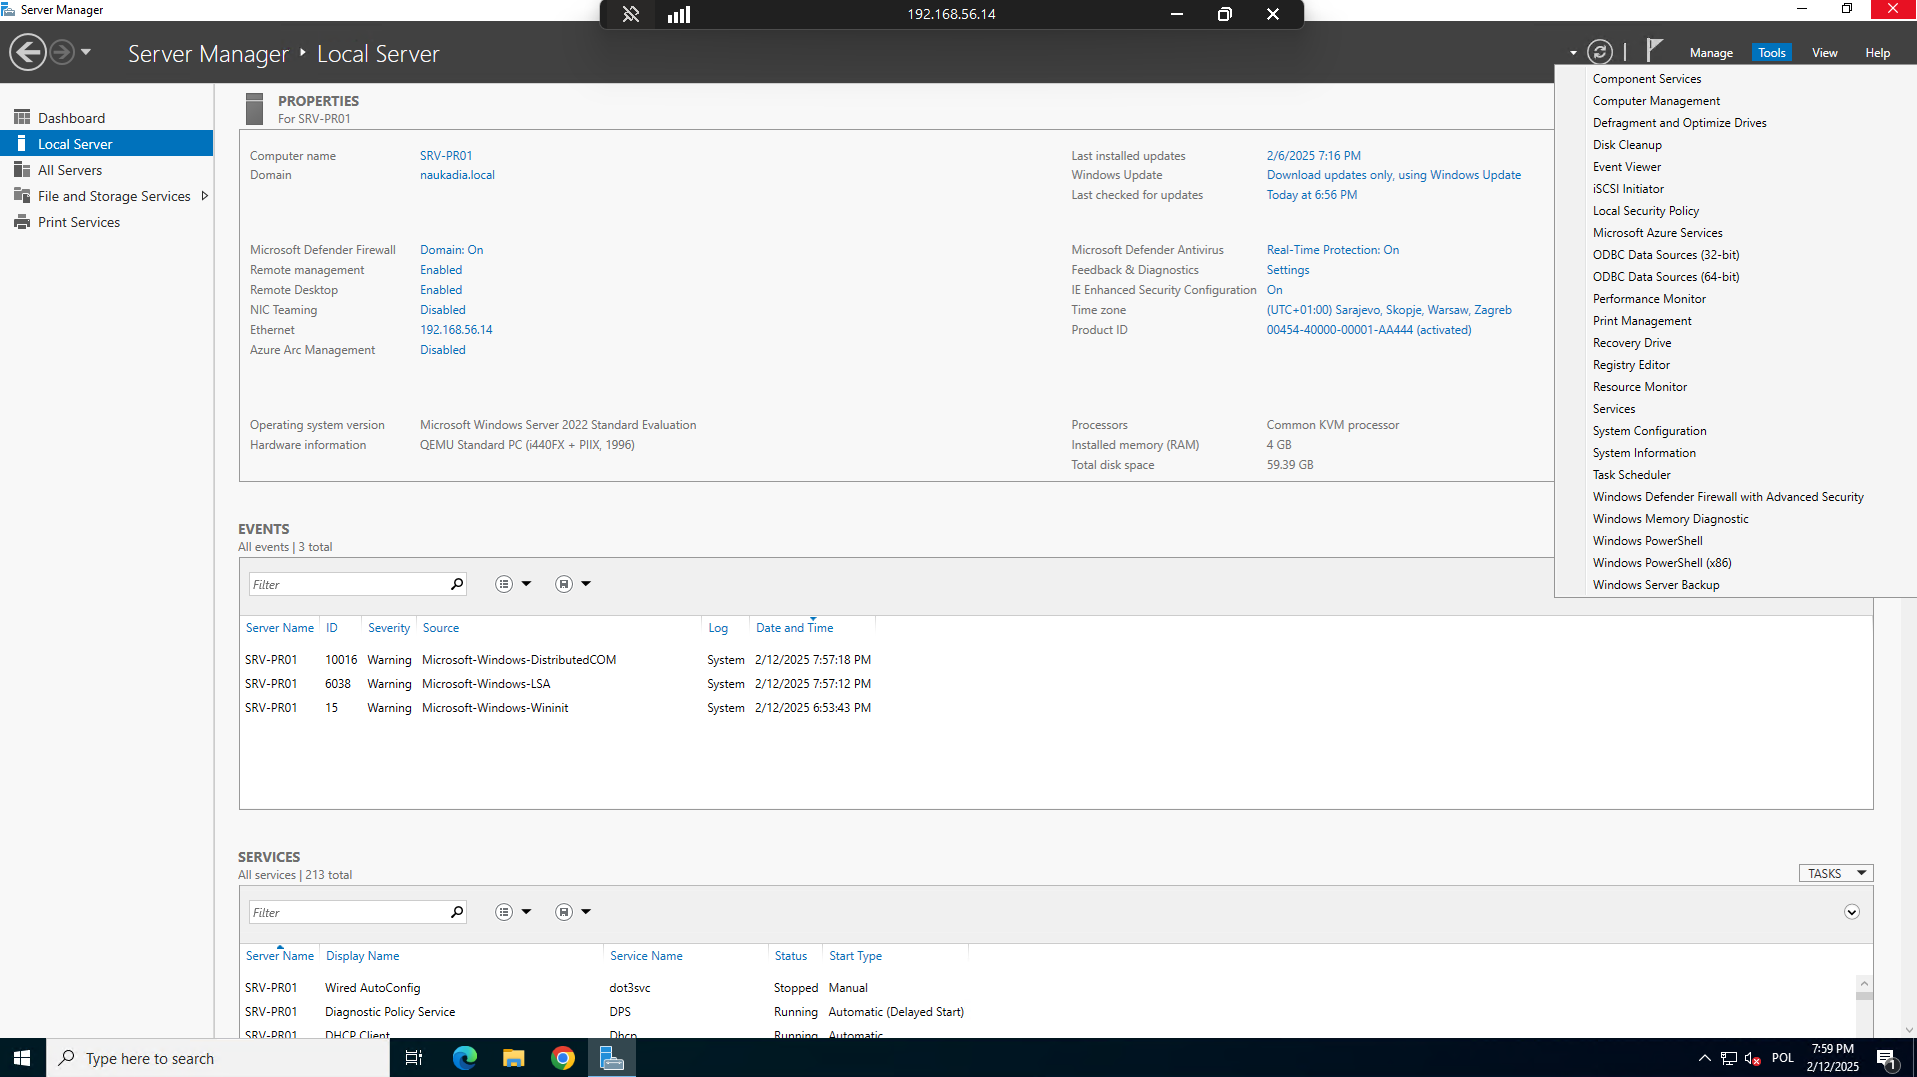 Server Manager
192.168.56.14
Server Manager ‣ Local Server
Manage
Tools
View
Help
Component Services
Computer Management
Defragment and Optimize Drives
Disk Cleanup
Event Viewer
iSCSI Initiator
Local Security Policy
Microsoft Azure Services
ODBC Data Sources (32-bit)
ODBC Data Sources (64-bit)
Performance Monitor
Print Management
Recovery Drive
Registry Editor
Resource Monitor
Services
System Configuration
System Information
Task Scheduler
Windows Defender Firewall with Advanced Security
Windows Memory Diagnostic
Windows PowerShell
Windows PowerShell (x86)
Windows Server Backup
Dashboard
Local Server
All Servers
File and Storage Services
Print Services
PROPERTIES
For SRV-PR01
Computer name SRV-PR01
Domain naukadia.local
Last installed updates 2/6/2025 7:16 PM
Windows Update Download updates only, using Windows Update
Last checked for updates Today at 6:56 PM
Microsoft Defender Firewall Domain: On
Remote management Enabled
Remote Desktop Enabled
NIC Teaming Disabled
Ethernet 192.168.56.14
Azure Arc Management Disabled
Microsoft Defender Antivirus Real-Time Protection: On
Feedback & Diagnostics Settings
IE Enhanced Security Configuration On
Time zone (UTC+01:00) Sarajevo, Skopje, Warsaw, Zagreb
Product ID 00454-40000-00001-AA444 (activated)
Operating system version Microsoft Windows Server 2022 Standard Evaluation
Hardware information QEMU Standard PC (i440FX + PIIX, 1996)
Processors Common KVM processor
Installed memory (RAM) 4 GB
Total disk space 59.39 GB
EVENTS
All events | 3 total
Filter
Server Name ID Severity Source Log Date and Time
SRV-PR01 10016 Warning Microsoft-Windows-DistributedCOM System 2/12/2025 7:57:18 PM
SRV-PR01 6038 Warning Microsoft-Windows-LSA System 2/12/2025 7:57:12 PM
SRV-PR01 15 Warning Microsoft-Windows-Wininit System 2/12/2025 6:53:43 PM
SERVICES
All services | 213 total
TASKS
Filter
Server Name Display Name Service Name Status Start Type
SRV-PR01 Wired AutoConfig dot3svc Stopped Manual
SRV-PR01 Diagnostic Policy Service DPS Running Automatic (Delayed Start)
SRV-PR01 DHCP Client Dhcp Running Automatic
Type here to search
POL
7:59 PM
2/12/2025
1